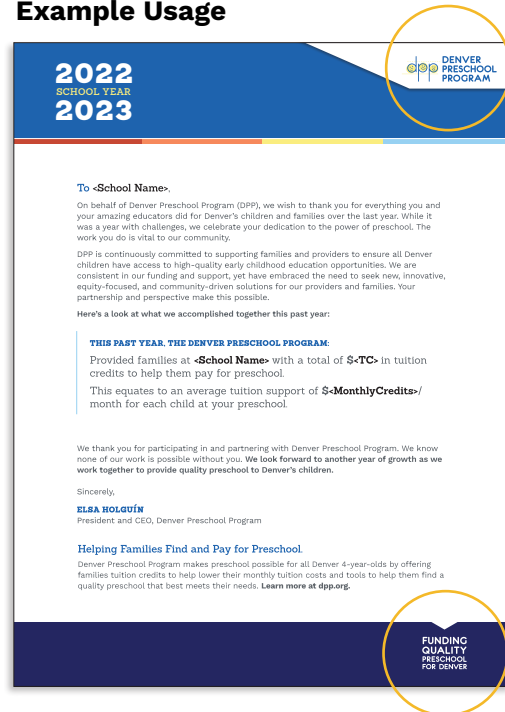 Example Usage
2022
SCHOOL YEAR
2023
dpp DENVER
PRESCHOOL
PROGRAM
To <School Name>,
On behalf of Denver Preschool Program (DPP), we wish to thank you for everything you and
your amazing educators did for Denver's children and families over the last year. While it
was a year with challenges, we celebrate your dedication to the power of preschool. The
work you do is vital to our community.
DPP is continuously committed to supporting families and providers to ensure all Denver
children have access to high-quality early childhood education opportunities. We are
consistent in our funding and support, yet have embraced the need to seek new, innovative,
equity-focused, and community-driven solutions for our providers and families. Your
partnership and perspective make this possible.
Here's a look at what we accomplished together this past year:
THIS PAST YEAR, THE DENVER PRESCHOOL PROGRAM:
Provided families at <School Name> with a total of $<TC> in tuition
credits to help them pay for preschool.
This equates to an average tuition support of $<MonthlyCredits>/
month for each child at your preschool.
We thank you for participating in and partnering with Denver Preschool Program. We know
none of our work is possible without you. We look forward to another year of growth as we
work together to provide quality preschool to Denver's children.
Sincerely,
ELSA HOLGUÍN
President and CEO, Denver Preschool Program
Helping Families Find and Pay for Preschool.
Denver Preschool Program makes preschool possible for all Denver 4-year-olds by offering
families tuition credits to help lower their monthly tuition costs and tools to help them find a
quality preschool that best meets their needs. Learn more at dpp.org.
FUNDING
QUALITY
PRESCHOOL
FOR DENVER